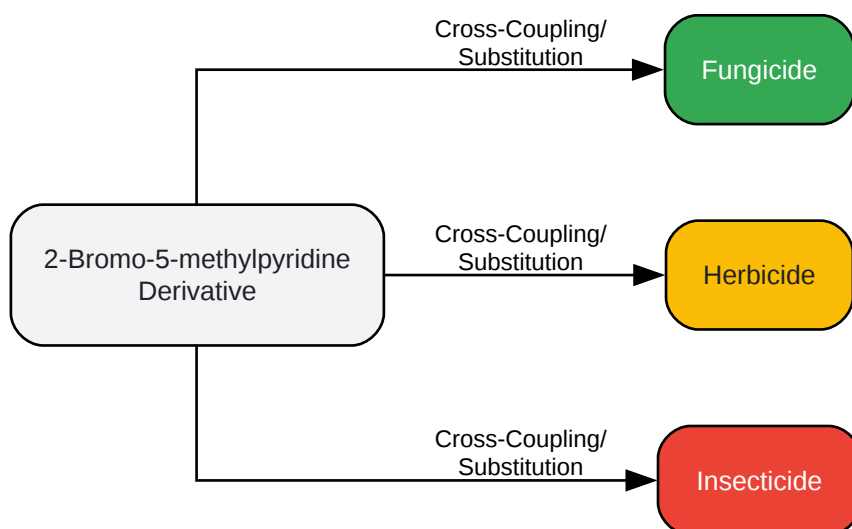 Cross-Coupling/
Substitution
Fungicide
2-Bromo-5-methylpyridine
Derivative
Cross-Coupling/
Substitution
Herbicide
Cross-Coupling/
Substitution
Insecticide